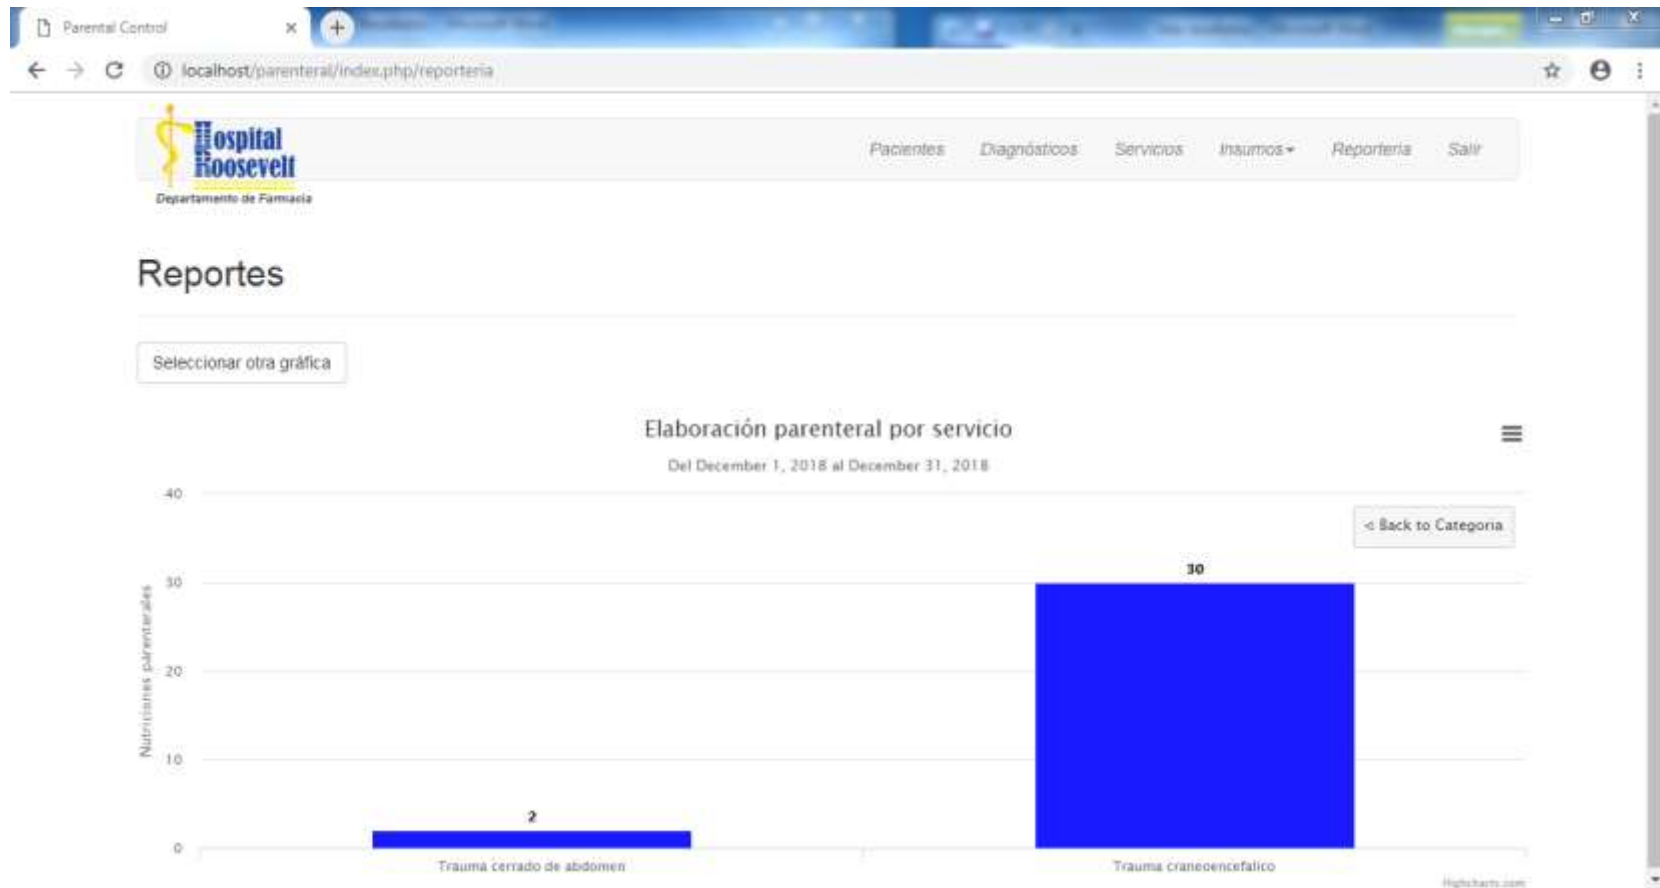 Parental Control
localhost/parenteral/index.php/reporteria
Hospital
Roosevelt
Departamento de Farmacia
Pacientes Diagnósticos Servicios Insumos Reporteria Salir
Reportes
Seleccionar otra gráfica
Elaboración parenteral por servicio
Del December 1, 2018 al December 31, 2018
40
◁ Back to Categoria
30
30
Nutriciones parenterales
20
10
2
0
Trauma cerrado de abdomen Trauma craneoencefalico
Highcharts.com